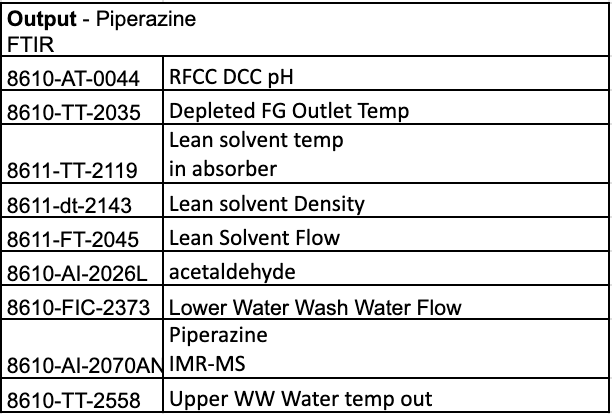 Output - Piperazine
FTIR
8610-AT-0044 RFCC DCC pH
8610-TT-2035 Depleted FG Outlet Temp
Lean solvent temp
8611-TT-2119 in absorber
8611-dt-2143 Lean solvent Density
8611-FT-2045 Lean Solvent Flow
8610-AI-2026L acetaldehyde
8610-FIC-2373 Lower Water Wash Water Flow
Piperazine
8610-AI-2070AN IMR-MS
8610-TT-2558 Upper WW Water temp out